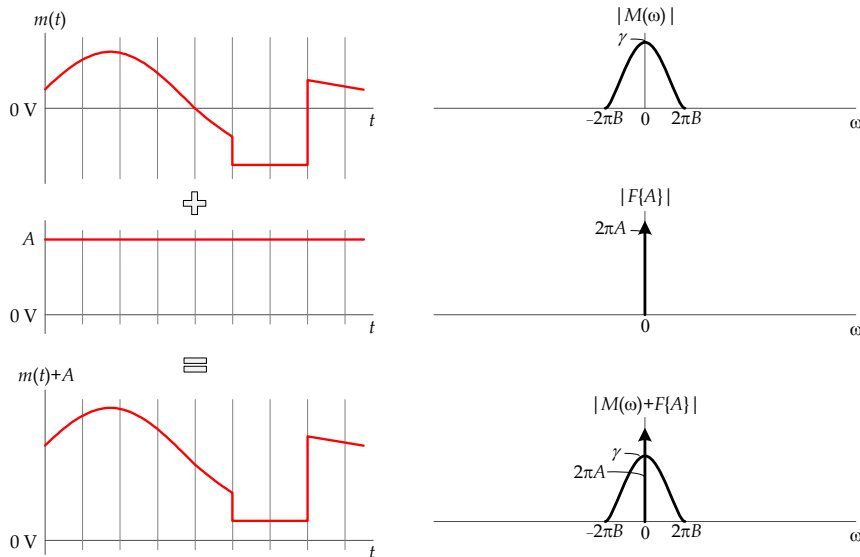 m(t)
0 V
t
|M(ω)|
γ
–2πB
0
2πB
ω
A
0 V
t
|F{A}|
2πA
0
ω
m(t)+A
0 V
t
|M(ω)+F{A}|
γ
2πA
-2πB
0
2πB
ω